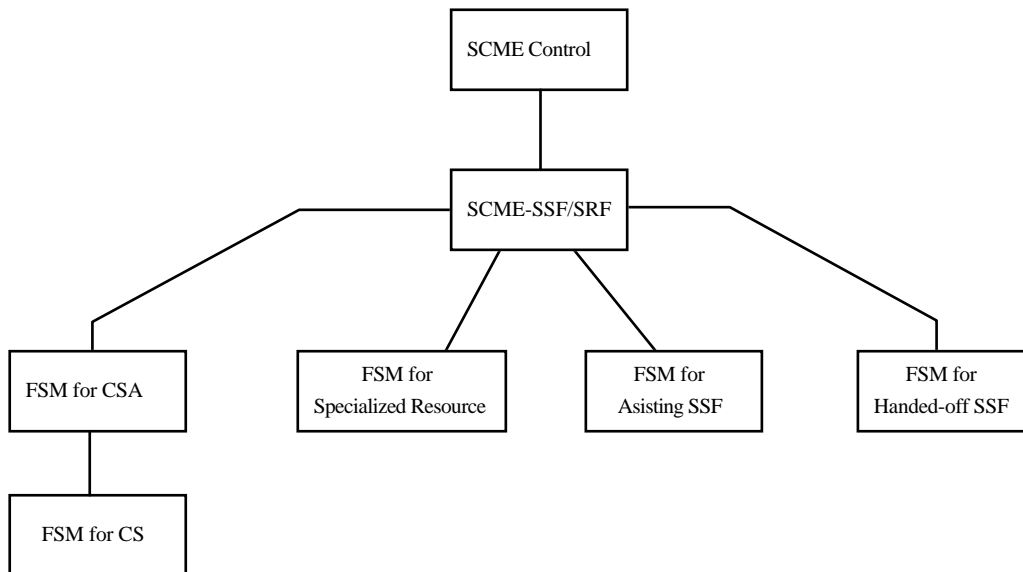 SCME Control
SCME-SSF/SRF
FSM for CSA
FSM for
Specialized Resource
FSM for
Asisting SSF
FSM for
Handed-off SSF
FSM for CS